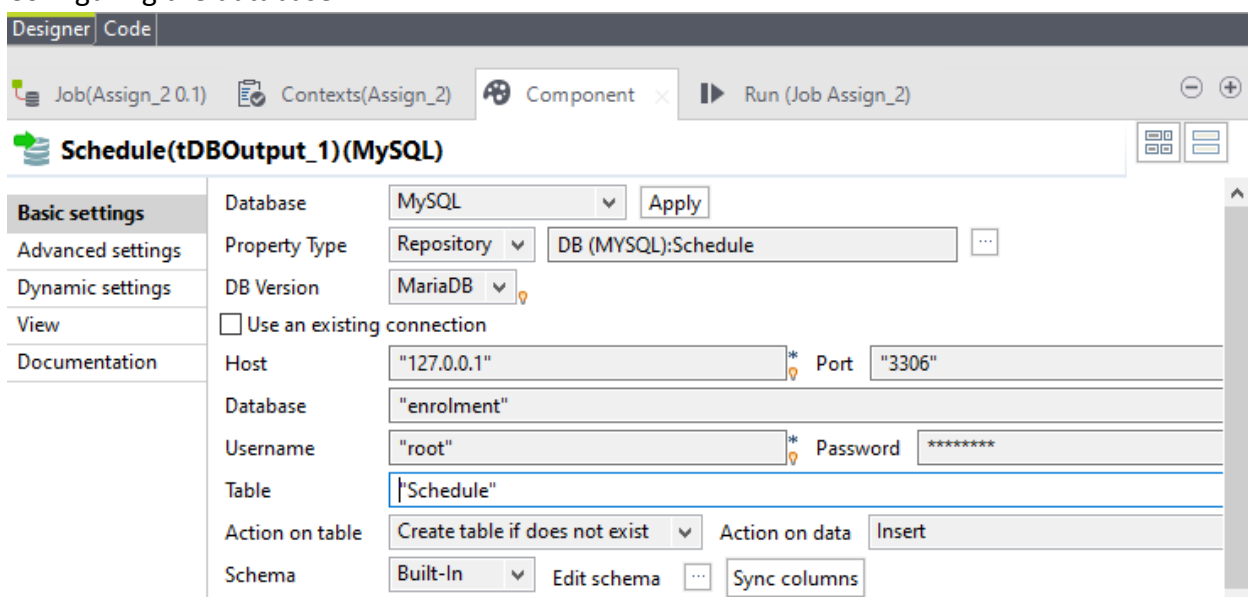 Designer Code
Job(Assign_2 0.1) Contexts(Assign_2) Component Run (Job Assign_2)
Schedule(tDBOutput_1)(MySQL)
Basic settings
Advanced settings
Dynamic settings
View
Documentation
Database MySQL Apply
Property Type Repository DB (MYSQL):Schedule ...
DB Version MariaDB
Use an existing connection
Host "127.0.0.1" * Port "3306"
Database "enrolment"
Username "root" * Password ********
Table "Schedule"
Action on table Create table if does not exist Action on data Insert
Schema Built-In Edit schema ... Sync columns